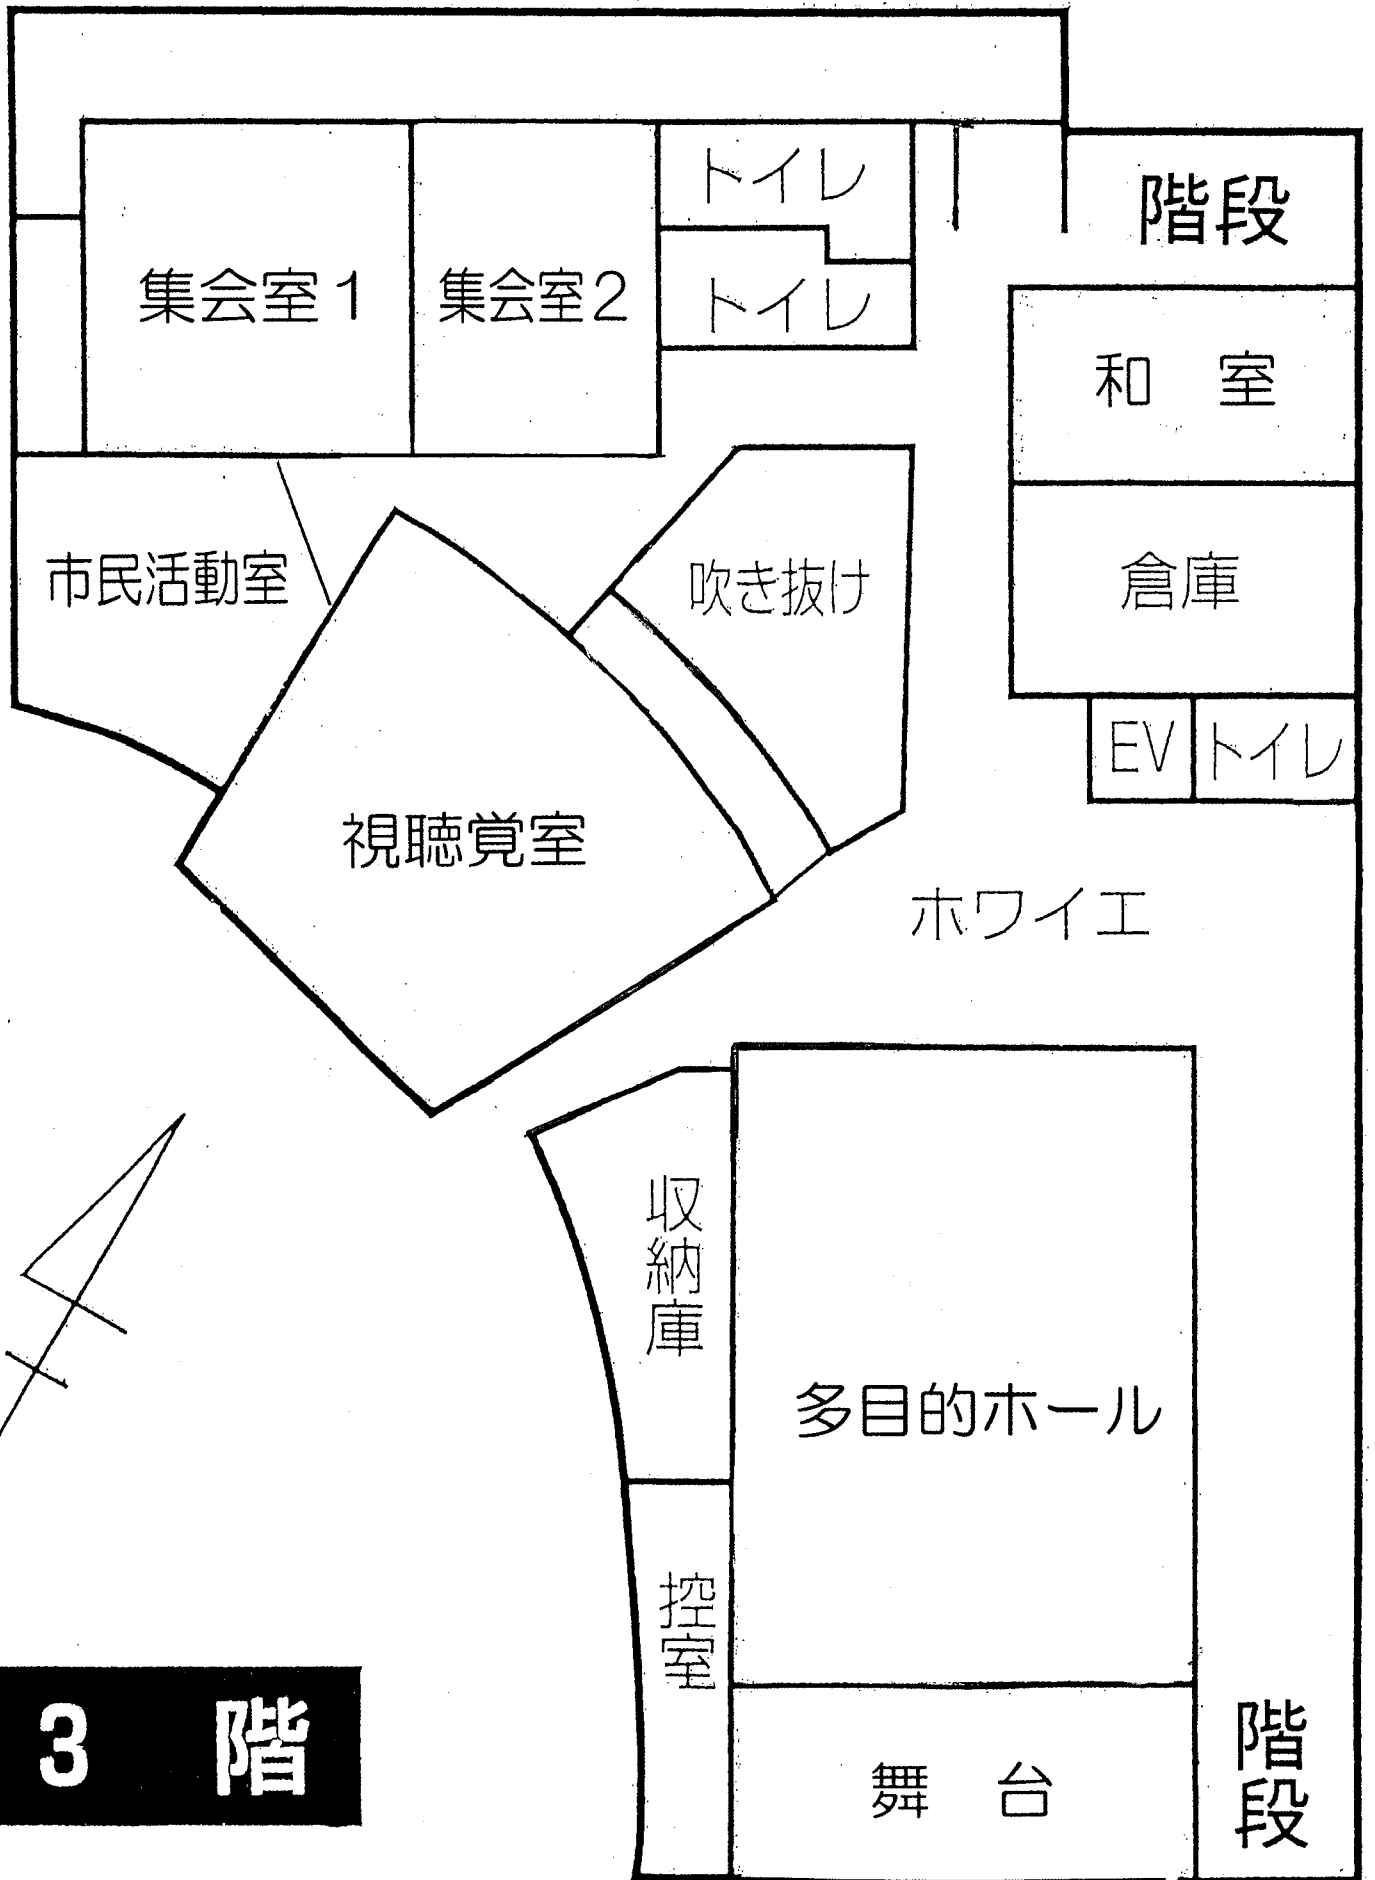 トイレ
階段
集会室1
集会室2
トイレ
和 室
市民活動室
吹き抜け
倉庫
EV
トイレ
視聴覚室
ホワイエ
収納庫
多目的ホール
控室
3 階
舞 台
階段